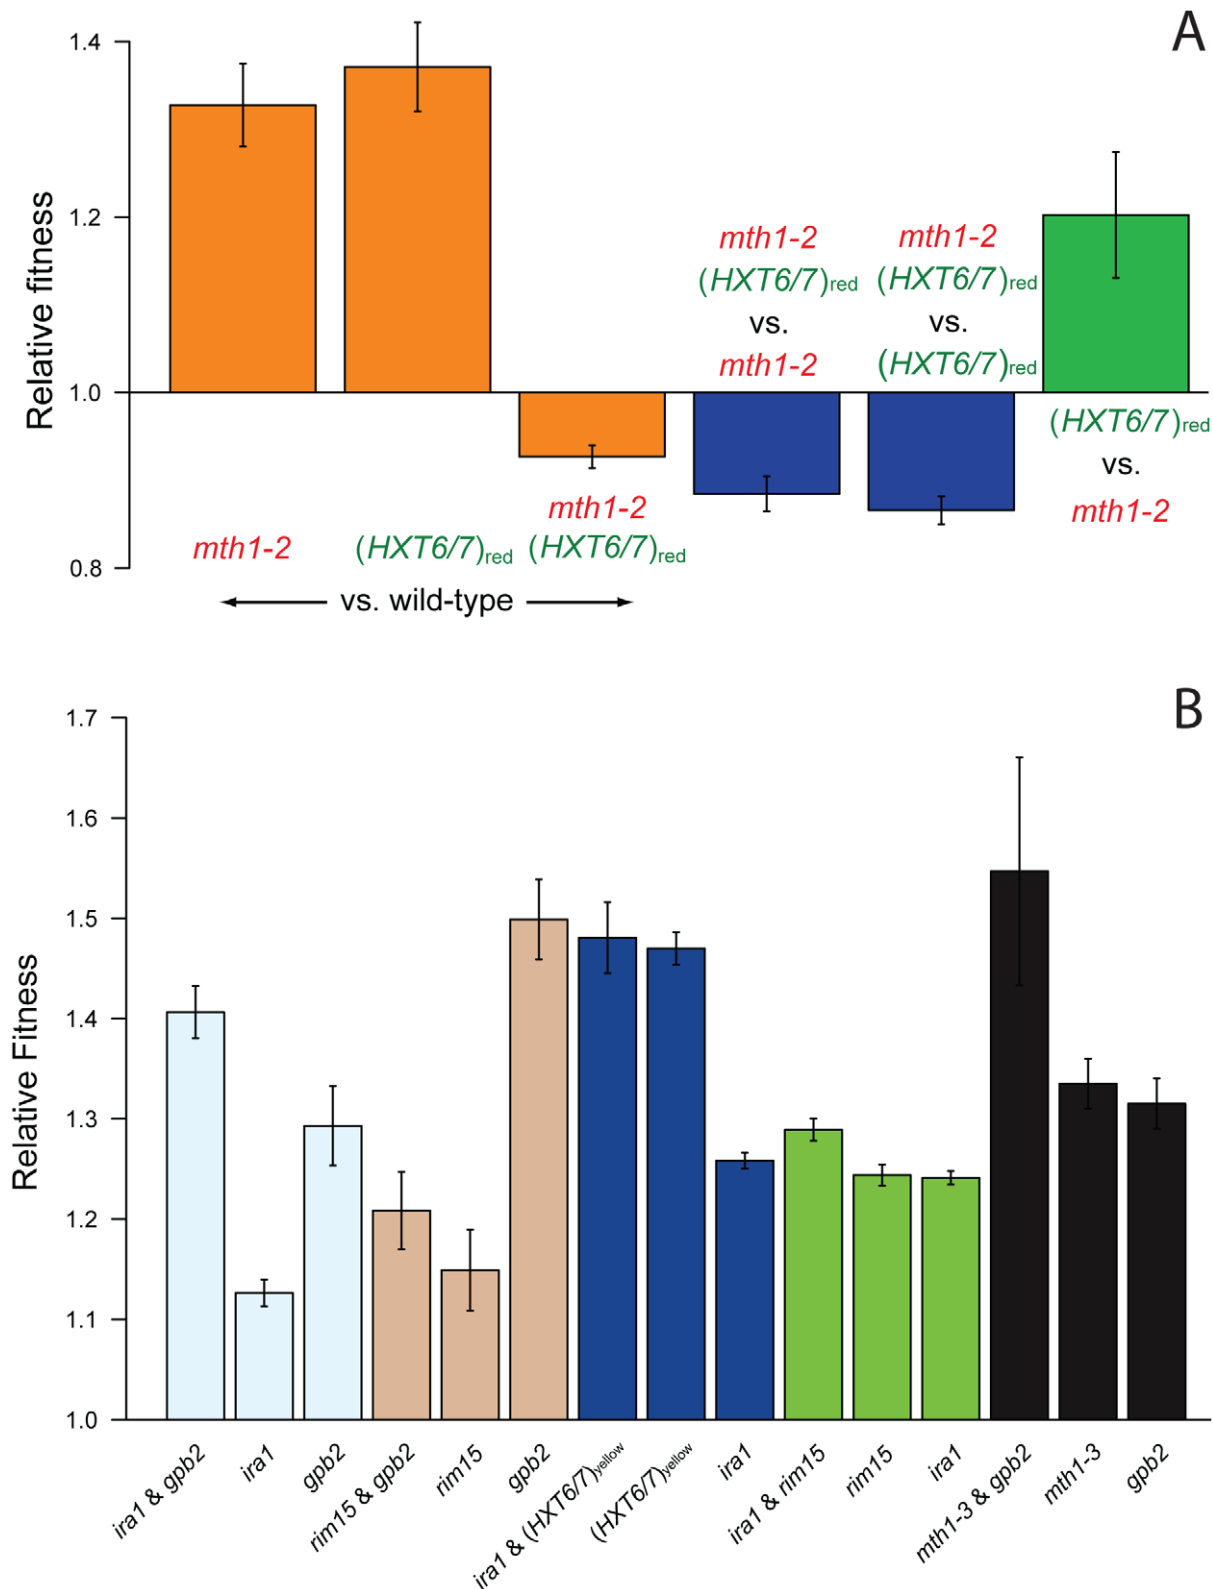 A
1.4
1.2
1.0
0.8
Relative fitness
mth1-2
(HXT6/7)red
vs.
mth1-2
mth1-2
(HXT6/7)red
vs.
(HXT6/7)red
(HXT6/7)red
vs.
mth1-2
mth1-2
(HXT6/7)red
mth1-2
(HXT6/7)red
vs. wild-type
B
1.7
1.6
1.5
1.4
1.3
1.2
1.1
1.0
Relative Fitness
ira1 & gpb2
ira1
gpb2
rim15 & gpb2
rim15
gpb2
ira1 & (HXT6/7)yellow
(HXT6/7)yellow
ira1
ira1 & rim15
rim15
ira1
mth1-3 & gpb2
mth1-3
gpb2